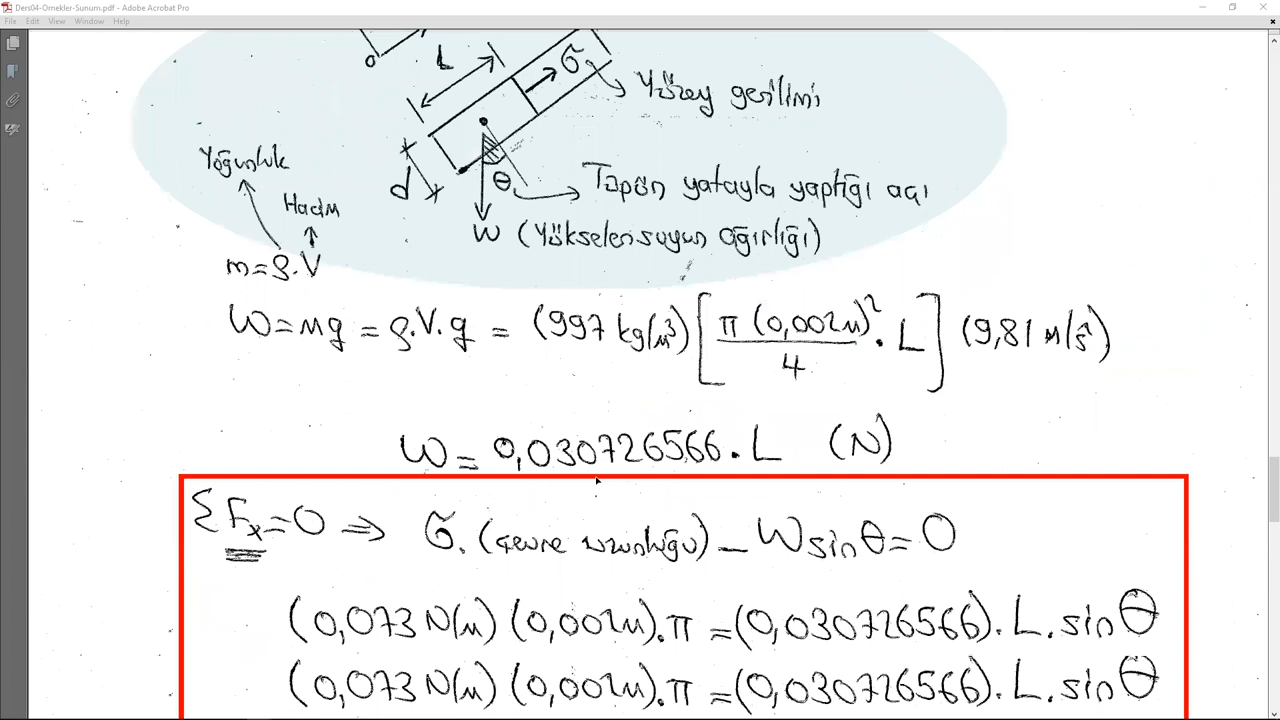 Ders04-Ornekler-Sunum.pdf - Adobe Acrobat Pro
File Edit View Window Help
L
σ
Yüzey gerilimi
Yoğunluk
d
θ
Tüpün yatayla yaptığı açı
Hacim
W (Yükselen suyun ağırlığı)
m=ρ.V
W=mg=ρ.V.g = (997 kg/m³) [π (0,002m)²/4 . L] (9,81 m/s²)
W = 0,030726566.L (N)
ΣFx=0 ⇒ σ.(çevre uzunluğu) - W sinθ = 0
(0,073 N/m) (0,002m).π = (0,030726566).L.sinθ
(0,073 N/m) (0,002m).π = (0,030726566).L.sinθ